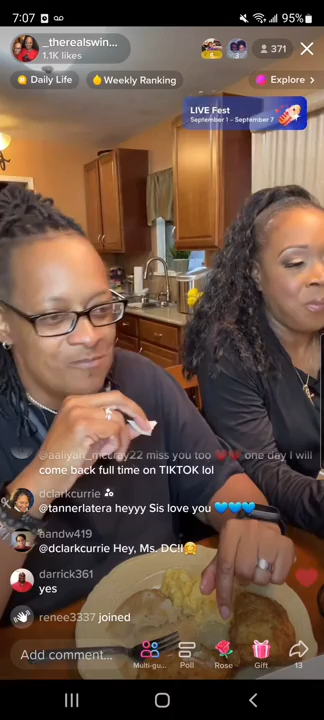 7:07
95%
_therealswin...
1.1K likes
371
Daily Life
Weekly Ranking
Explore >
LIVE Fest
September 1 – September 7
@aaliyah_mccray22 miss you too ❤️❤️ one day I will
come back full time on TIKTOK lol
dclarkcurrie
@tannerlatera heyyy Sis love you 💙💙💙
aandw419
@dclarkcurrie Hey, Ms. DC!!🥰
darrick361
yes
renee3337 joined
Add comment...
Multi-gu...
Poll
Rose
Gift
13